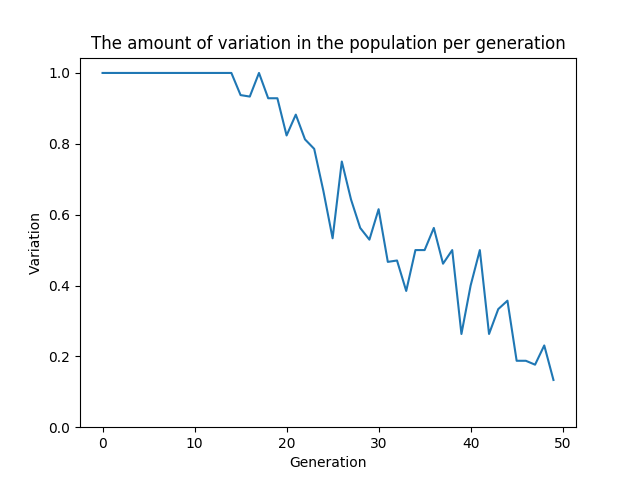 The amount of variation in the population per generation
1.0
0.8
0.6
0.4
0.2
0.0
Variation
0 10 20 30 40 50
Generation